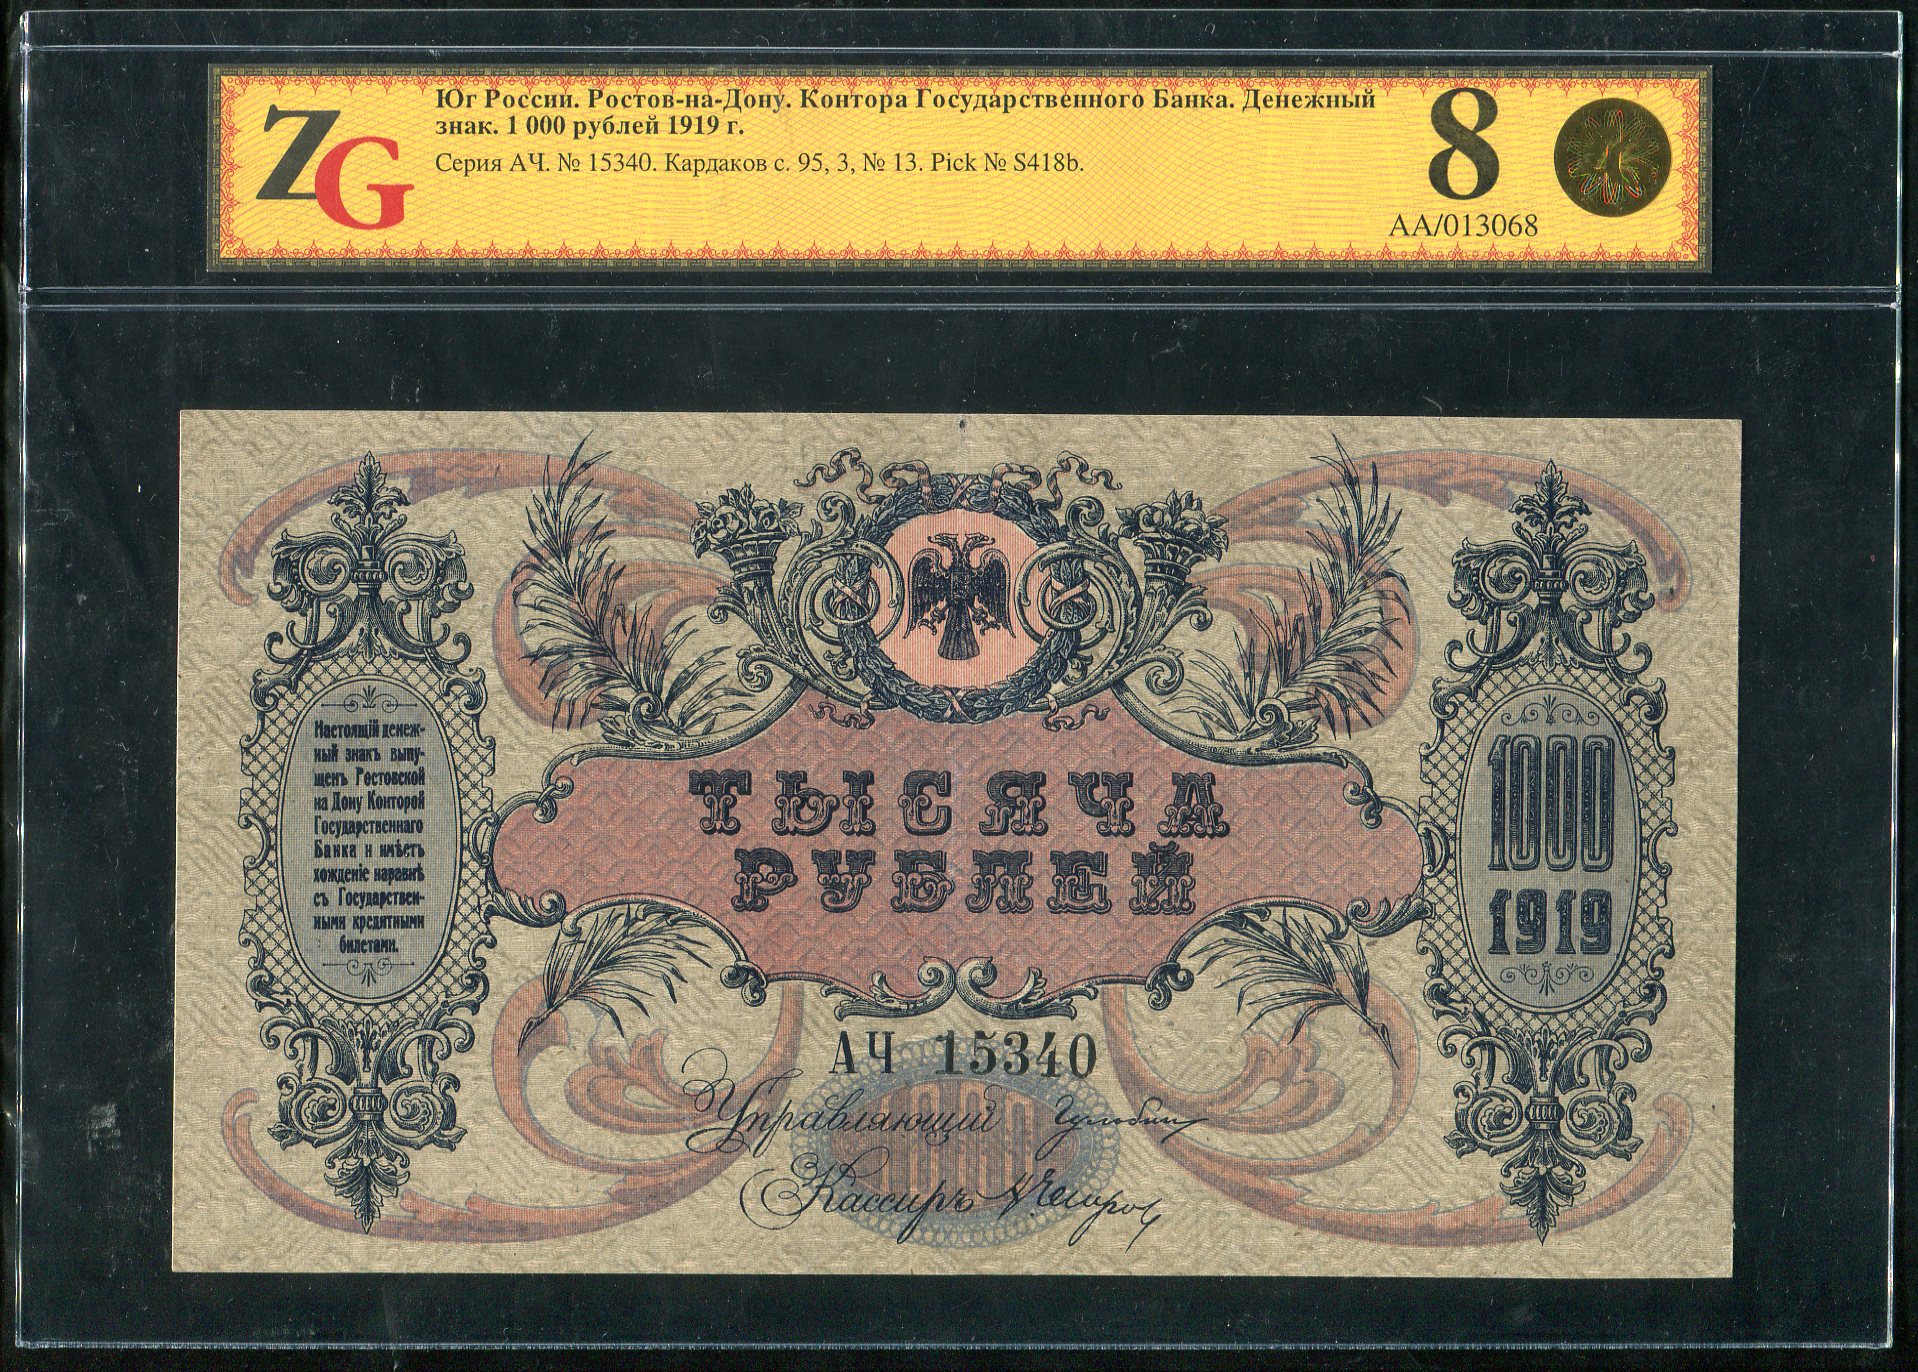 ZG
Юг России. Ростов-на-Дону. Контора Государственного Банка. Денежный
знак. 1 000 рублей 1919 г.
Серия АЧ. № 15340. Кардаков с. 95, 3, № 13. Pick № S418b.
8
АА/013068
Настоящій денеж-
ный знакъ выпу-
щенъ Ростовской
на Дону Конторой
Государственнаго
Банка и имѣетъ
хожденіе наравнѣ
съ Государствен-
ными кредитными
билетами.
ТЫСЯЧА
РУБЛЕЙ
1000
1919
АЧ 15340
Управляющій
Кассиръ